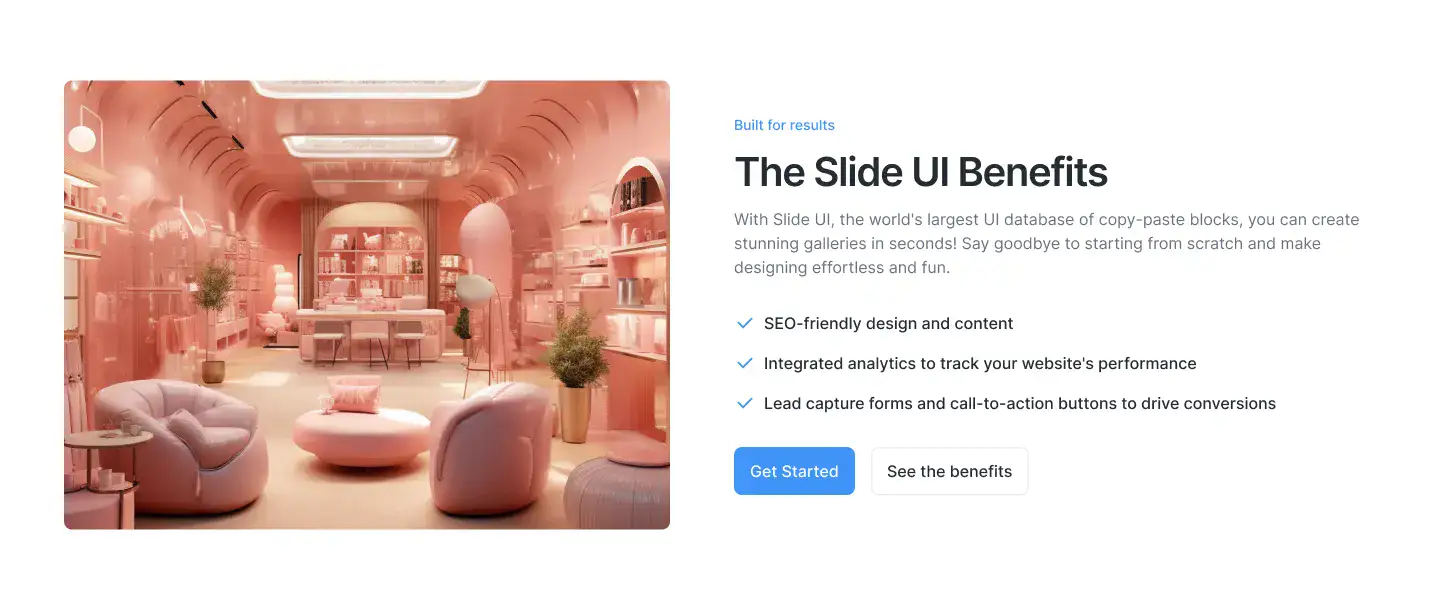 Built for results
The Slide UI Benefits
With Slide UI, the world's largest UI database of copy-paste blocks, you can create
stunning galleries in seconds! Say goodbye to starting from scratch and make
designing effortless and fun.
SEO-friendly design and content
Integrated analytics to track your website's performance
Lead capture forms and call-to-action buttons to drive conversions
Get Started
See the benefits